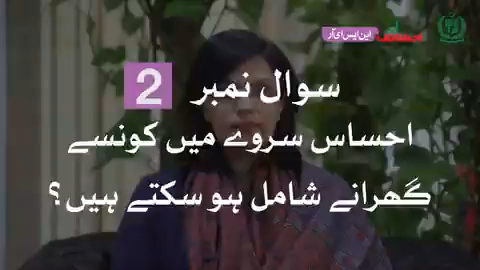 این ایس ای آر
سوال نمبر 2
احساس سروے میں کونسے
گھرانے شامل ہو سکتے ہیں؟